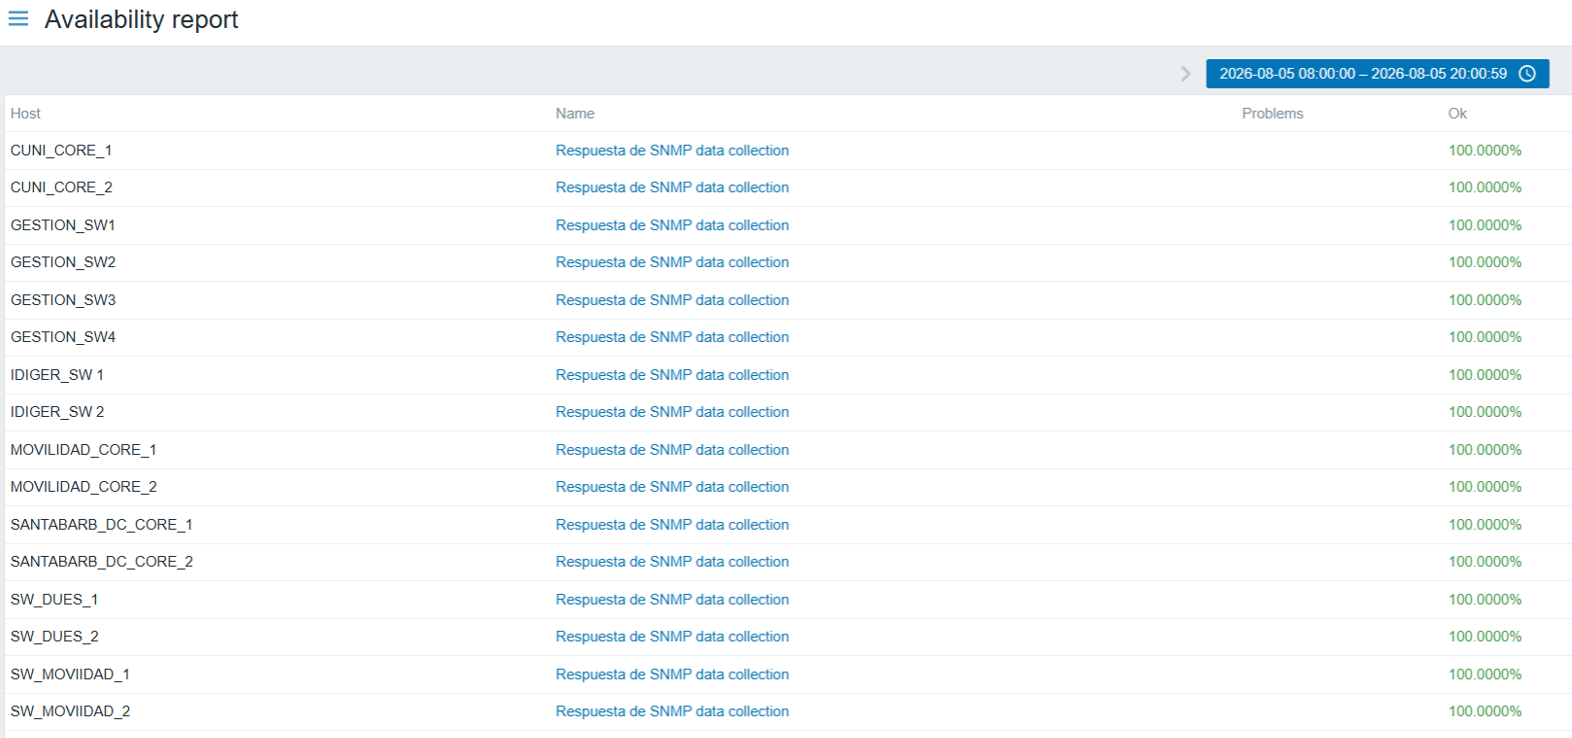 Availability report
2026-08-05 08:00:00 – 2026-08-05 20:00:59
Host Name Problems Ok
CUNI_CORE_1 Respuesta de SNMP data collection 100.0000%
CUNI_CORE_2 Respuesta de SNMP data collection 100.0000%
GESTION_SW1 Respuesta de SNMP data collection 100.0000%
GESTION_SW2 Respuesta de SNMP data collection 100.0000%
GESTION_SW3 Respuesta de SNMP data collection 100.0000%
GESTION_SW4 Respuesta de SNMP data collection 100.0000%
IDIGER_SW 1 Respuesta de SNMP data collection 100.0000%
IDIGER_SW 2 Respuesta de SNMP data collection 100.0000%
MOVILIDAD_CORE_1 Respuesta de SNMP data collection 100.0000%
MOVILIDAD_CORE_2 Respuesta de SNMP data collection 100.0000%
SANTABARB_DC_CORE_1 Respuesta de SNMP data collection 100.0000%
SANTABARB_DC_CORE_2 Respuesta de SNMP data collection 100.0000%
SW_DUES_1 Respuesta de SNMP data collection 100.0000%
SW_DUES_2 Respuesta de SNMP data collection 100.0000%
SW_MOVIIDAD_1 Respuesta de SNMP data collection 100.0000%
SW_MOVIIDAD_2 Respuesta de SNMP data collection 100.0000%